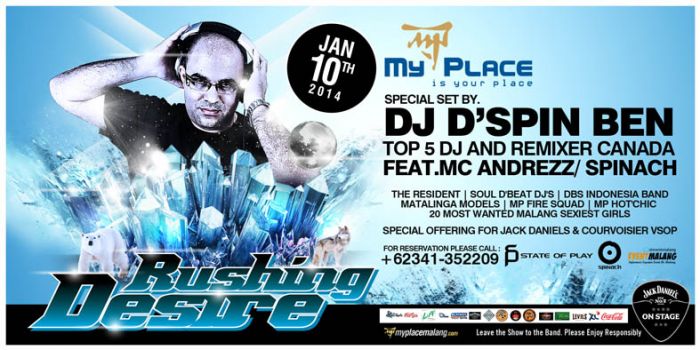 JAN
10TH
2014
MP
My PLACE
is your place
SPECIAL SET BY.
DJ D'SPIN BEN
TOP 5 DJ AND REMIXER CANADA
FEAT.MC ANDREZZ/ SPINACH
THE RESIDENT | SOUL D'BEAT DJ'S | DBS INDONESIA BAND
MATALINGA MODELS | MP FIRE SQUAD | MP HOT'CHIC
20 MOST WANTED MALANG SEXIEST GIRLS
SPECIAL OFFERING FOR JACK DANIELS & COURVOISIER VSOP
FOR RESERVATION PLEASE CALL :
+62341-352209
STATE OF PLAY
spinach
EVENTMALANG
Rushing
Desire
JACK DANIEL'S
ON STAGE
Coca-Cola
myplacemalang.com
Leave the Show to the Band. Please Enjoy Responsibly